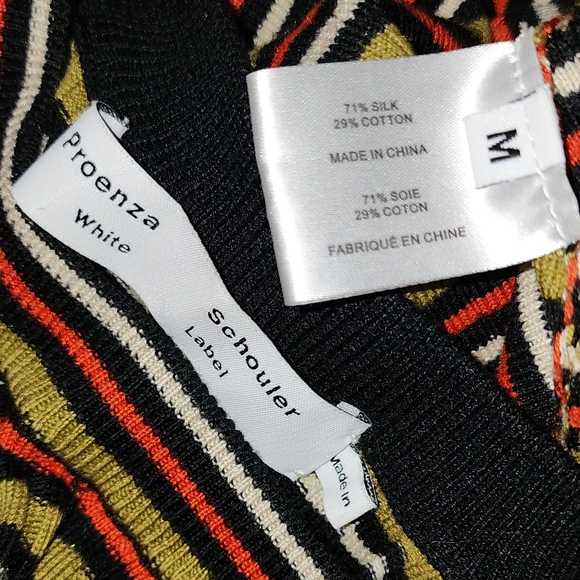 Proenza Schouler
White Label
Made in
71% SILK
29% COTTON
MADE IN CHINA
71% SOIE
29% COTON
FABRIQUÉ EN CHINE
M